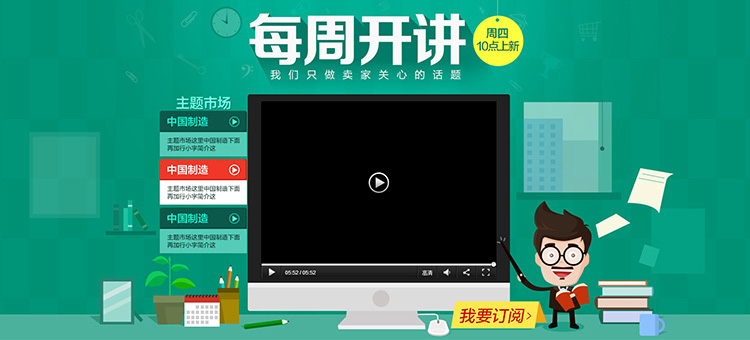 每周开讲
周四
10点上新
我们只做卖家关心的话题
主题市场
中国制造
主题市场这里中国制造下面
再加行小字简介这
中国制造
主题市场这里中国制造下面
再加行小字简介这
中国制造
主题市场这里中国制造下面
再加行小字简介这
05:52 / 05:52
高清
我要订阅>